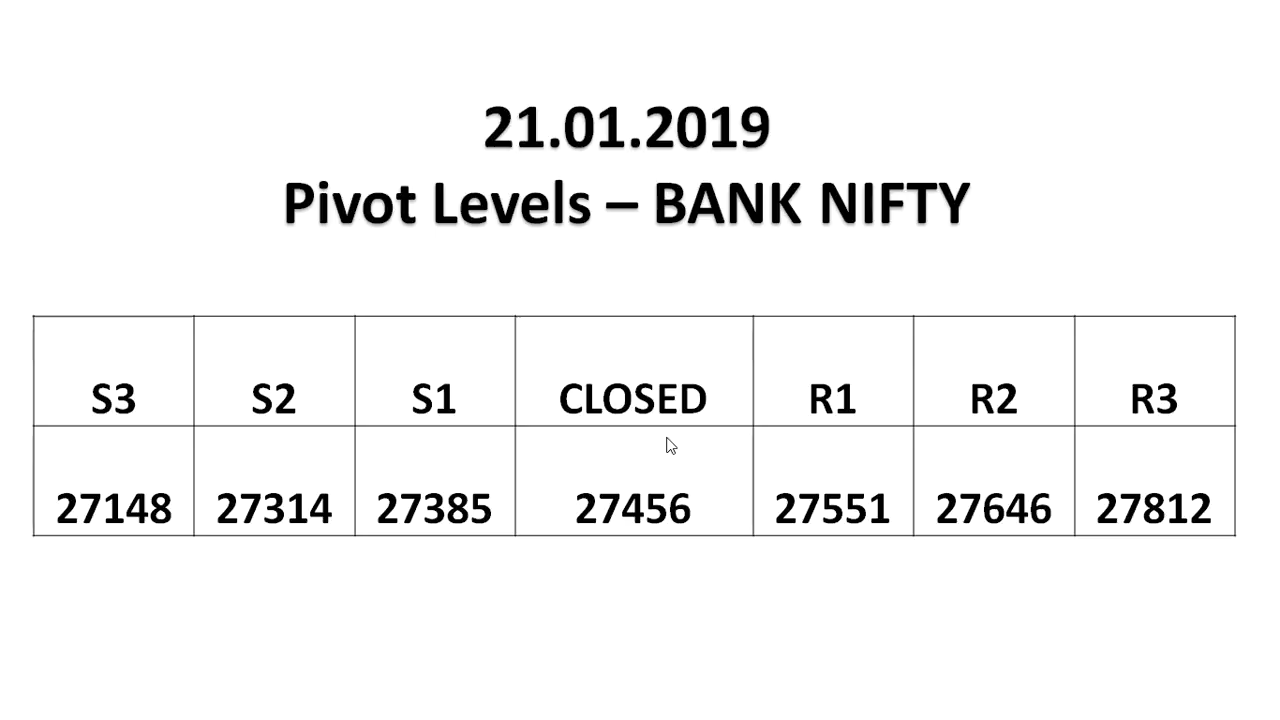 21.01.2019
Pivot Levels – BANK NIFTY
S3 S2 S1 CLOSED R1 R2 R3
27148 27314 27385 27456 27551 27646 27812